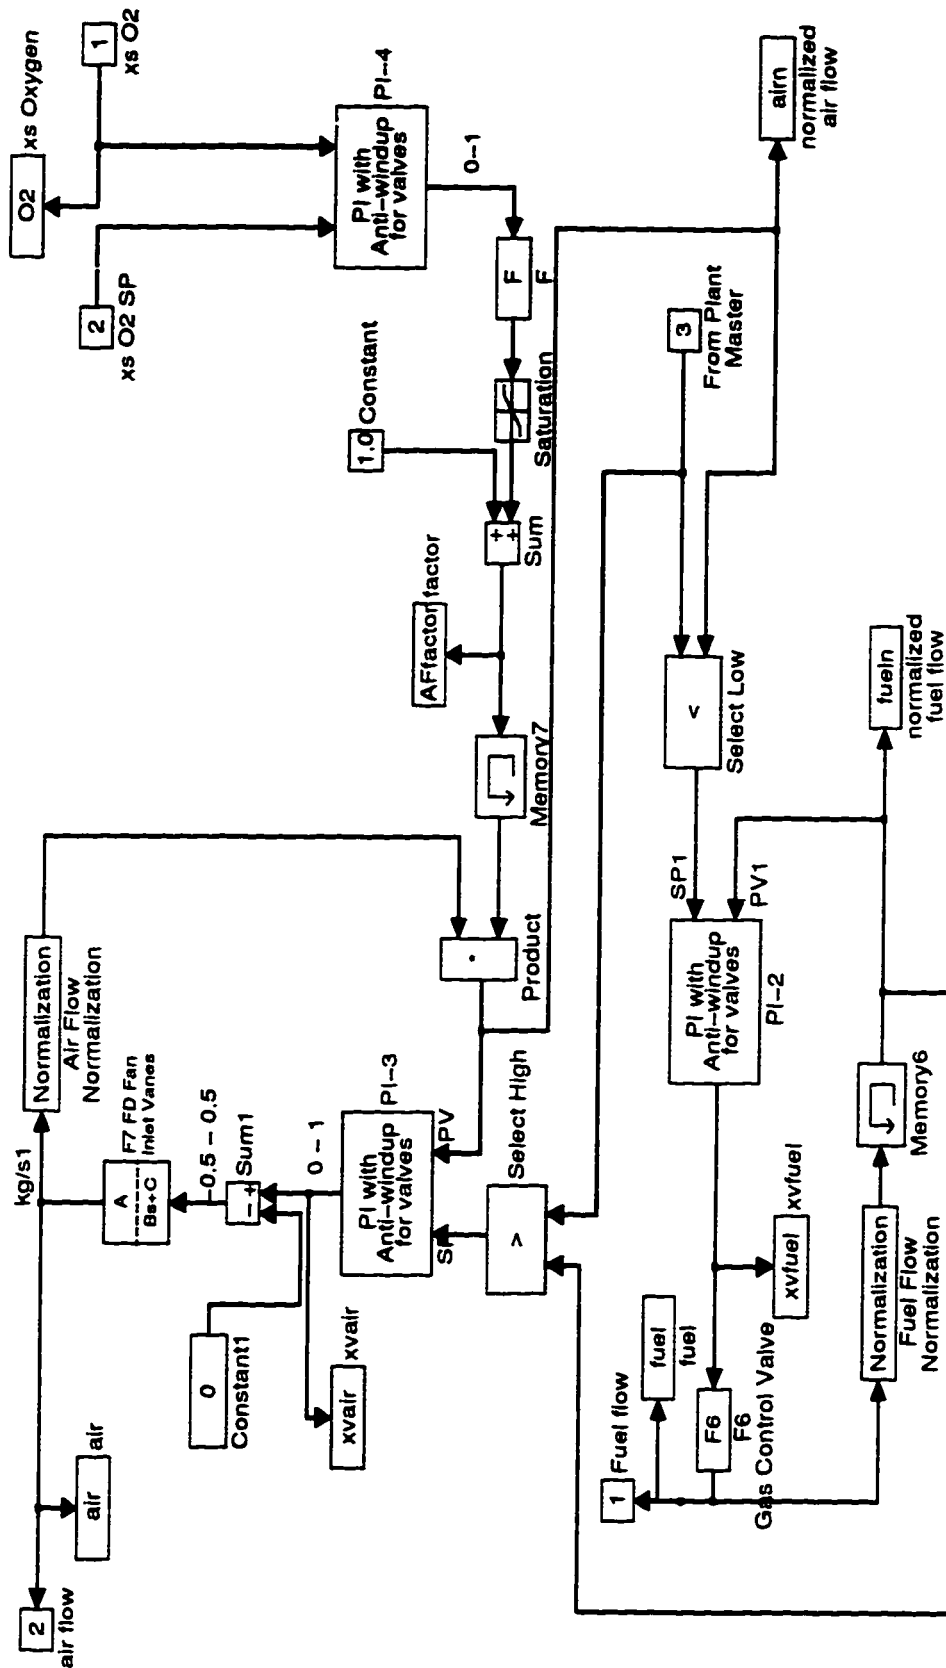 1
xs O2
O2
xs Oxygen
2
xs O2 SP
PI with
Anti-windup
for valves
PI-4
0-1
F
F
Saturation
1.0
Constant
+
+
Sum
AFfactor
factor
Memory7
3
From Plant
Master
airn
normalized
air flow
<
Select Low
SP1
PV1
PI with
Anti-windup
for valves
PI-2
fueln
normalized
fuel flow
Memory6
Normalization
Fuel Flow
Normalization
xvfuel
xvfuel
F6
F6
Gas Control Valve
fuel
fuel
1
Fuel flow
Product
Normalization
Air Flow
Normalization
kg/s1
F7 FD Fan
Inlet Vanes
A
Bs+C
-0.5 - 0.5
- +
Sum1
0 - 1
PI with
Anti-windup
for valves
PI-3
PV
>
Select High
0
Constant1
xvair
xvair
air
air
2
air flow